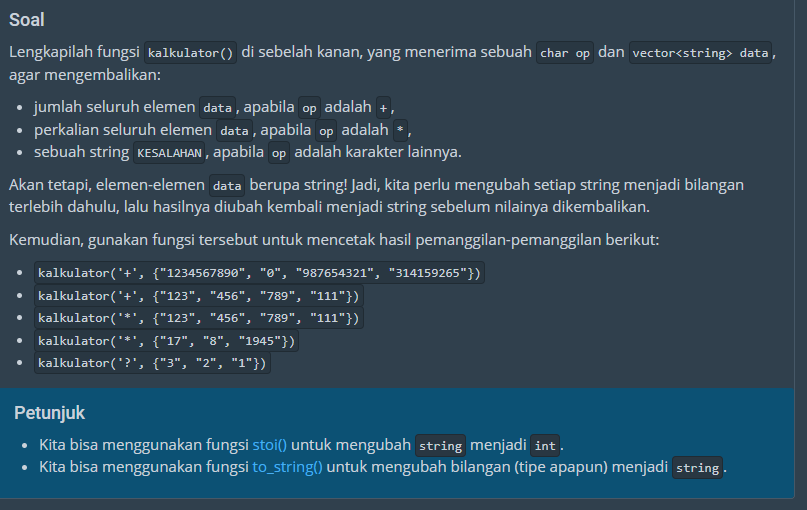 Soal
Lengkapilah fungsi kalkulator() di sebelah kanan, yang menerima sebuah char op dan vector<string> data,
agar mengembalikan:
• jumlah seluruh elemen data, apabila op adalah +,
• perkalian seluruh elemen data, apabila op adalah *,
• sebuah string KESALAHAN, apabila op adalah karakter lainnya.
Akan tetapi, elemen-elemen data berupa string! Jadi, kita perlu mengubah setiap string menjadi bilangan
terlebih dahulu, lalu hasilnya diubah kembali menjadi string sebelum nilainya dikembalikan.
Kemudian, gunakan fungsi tersebut untuk mencetak hasil pemanggilan-pemanggilan berikut:
• kalkulator('+', {"1234567890", "0", "987654321", "314159265"})
• kalkulator('+', {"123", "456", "789", "111"})
• kalkulator('*', {"123", "456", "789", "111"})
• kalkulator('*', {"17", "8", "1945"})
• kalkulator('?', {"3", "2", "1"})
Petunjuk
• Kita bisa menggunakan fungsi stoi() untuk mengubah string menjadi int.
• Kita bisa menggunakan fungsi to_string() untuk mengubah bilangan (tipe apapun) menjadi string.